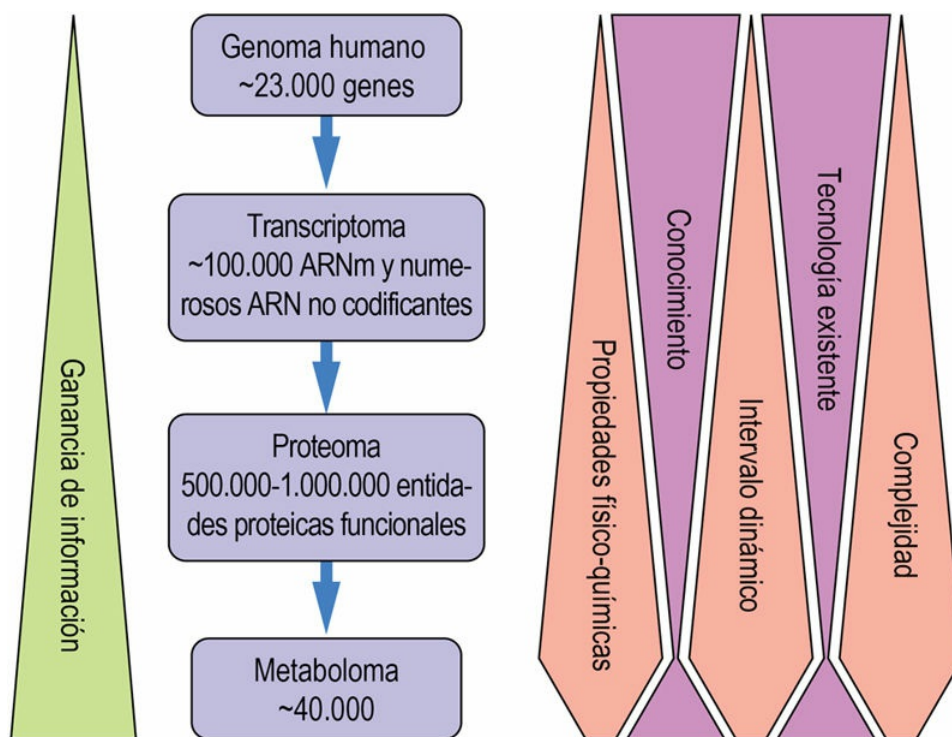 Genoma humano
~23.000 genes
Transcriptoma
~100.000 ARNm y nume-
rosos ARN no codificantes
Proteoma
500.000-1.000.000 entida-
des proteicas funcionales
Metaboloma
~40.000
Ganancia de información
Propiedades físico-químicas
Conocimiento
Intervalo dinámico
Tecnología existente
Complejidad